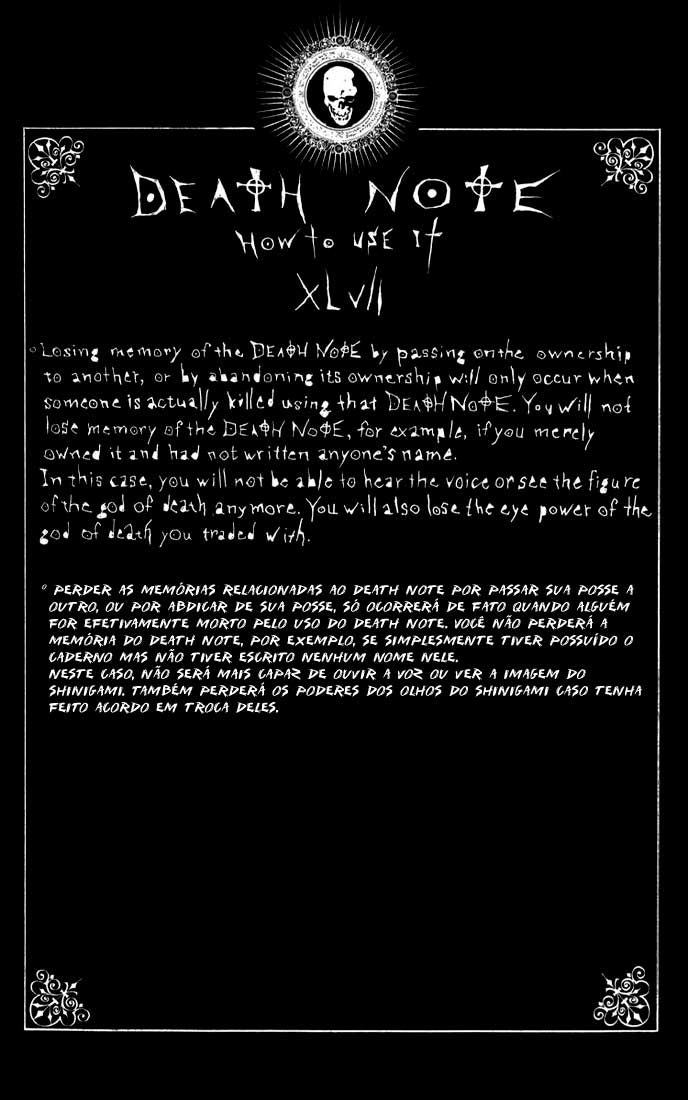 DEATH NOTE
How to use it
XLVII
° Losing memory of the DEATH NOTE by passing on the ownership
to another, or by abandoning its ownership will only occur when
someone is actually killed using that DEATH NOTE. You will not
lose memory of the DEATH NOTE, for example, if you merely
owned it and had not written anyone's name.
In this case, you will not be able to hear the voice or see the figure
of the god of death anymore. You will also lose the eye power of the
god of death you traded with.
° PERDER AS MEMÓRIAS RELACIONADAS AO DEATH NOTE POR PASSAR SUA POSSE A
OUTRO, OU POR ABDICAR DE SUA POSSE, SÓ OCORRERÁ DE FATO QUANDO ALGUÉM
FOR EFETIVAMENTE MORTO PELO USO DO DEATH NOTE. VOCÊ NÃO PERDERÁ A
MEMÓRIA DO DEATH NOTE, POR EXEMPLO, SE SIMPLESMENTE TIVER POSSUÍDO O
CADERNO MAS NÃO TIVER ESCRITO NENHUM NOME NELE.
NESTE CASO, NÃO SERÁ MAIS CAPAZ DE OUVIR A VOZ OU VER A IMAGEM DO
SHINIGAMI. TAMBÉM PERDERÁ OS PODERES DOS OLHOS DO SHINIGAMI CASO TENHA
FEITO ACORDO EM TROCA DELES.